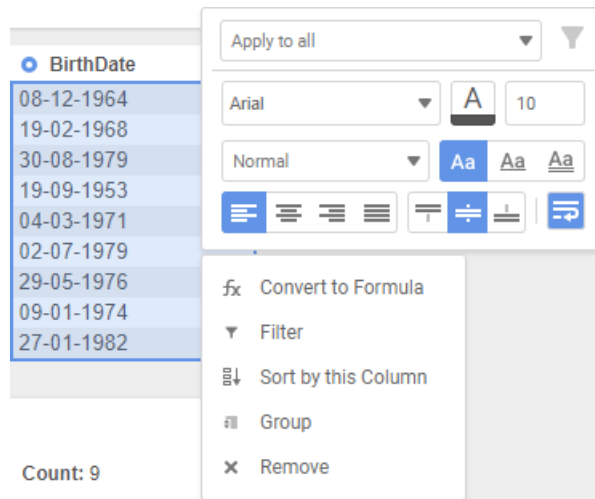 BirthDate
08-12-1964
19-02-1968
30-08-1979
19-09-1953
04-03-1971
02-07-1979
29-05-1976
09-01-1974
27-01-1982
Count: 9
Apply to all
Arial
A
10
Normal
Aa
Aa
Aa
fx Convert to Formula
Filter
Sort by this Column
Group
Remove